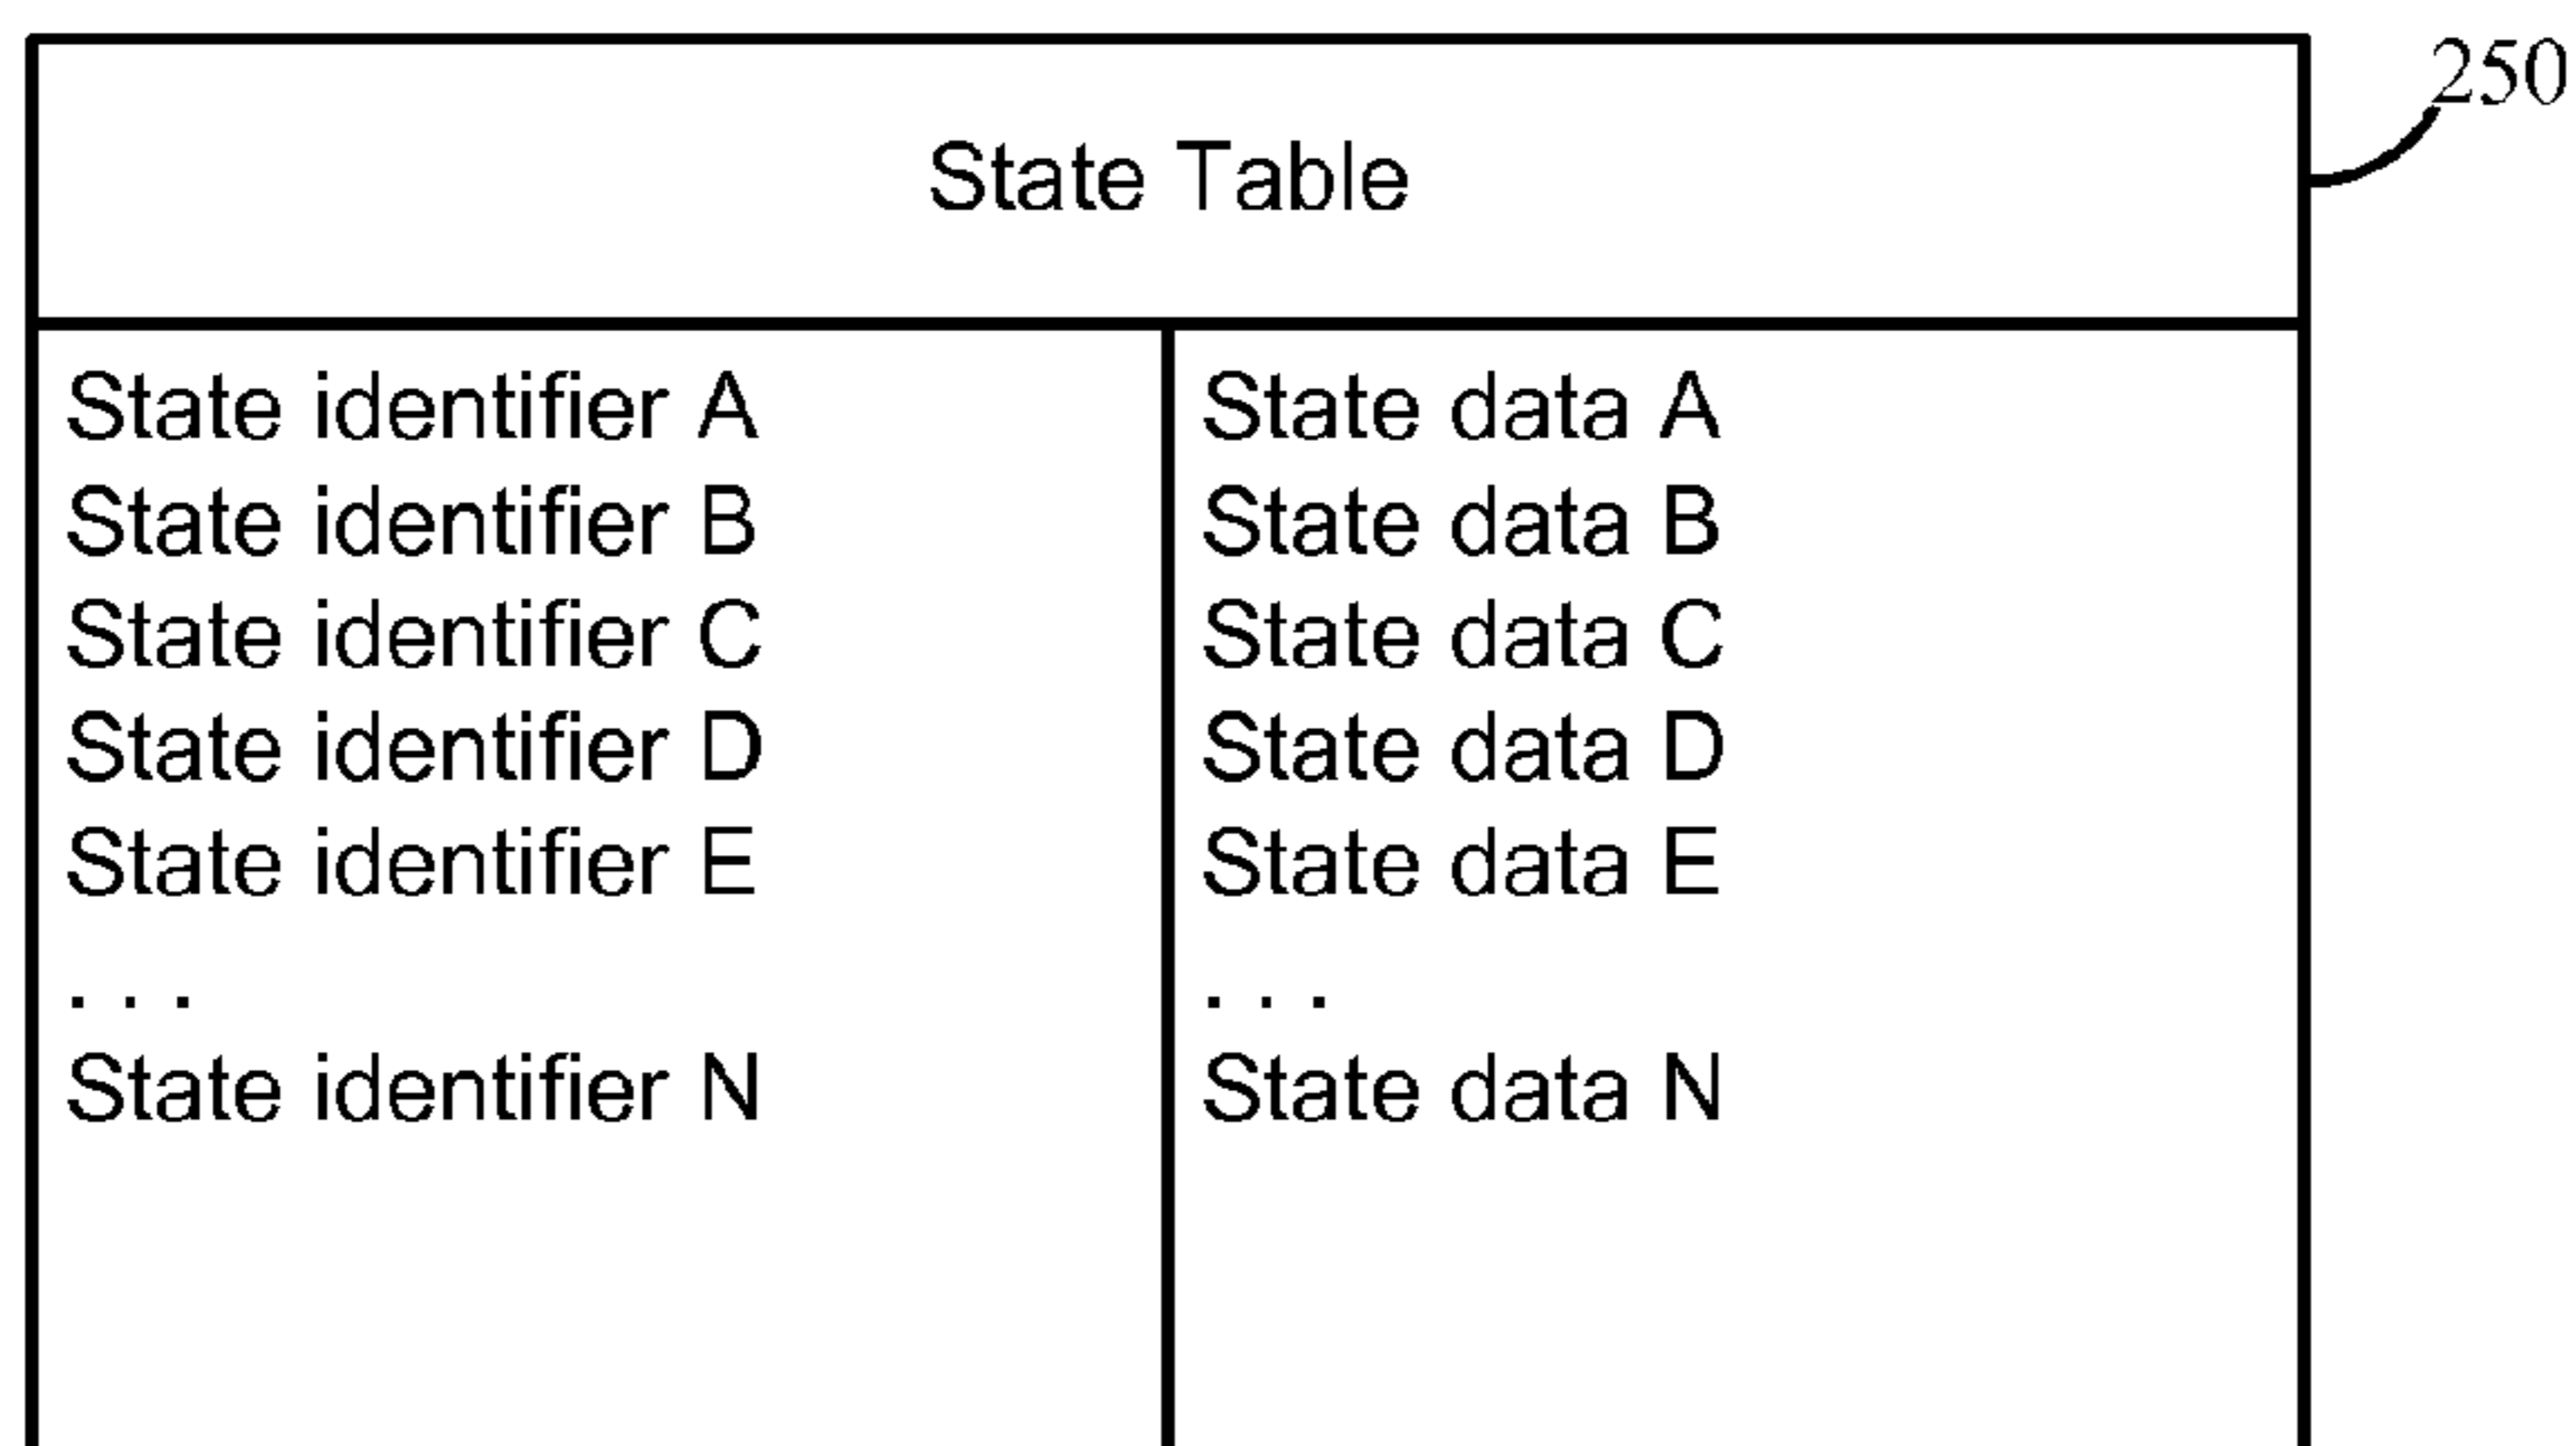 250
State Table
State identifier A
State identifier B
State identifier C
State identifier D
State identifier E
. . .
State identifier N
State data A
State data B
State data C
State data D
State data E
. . .
State data N